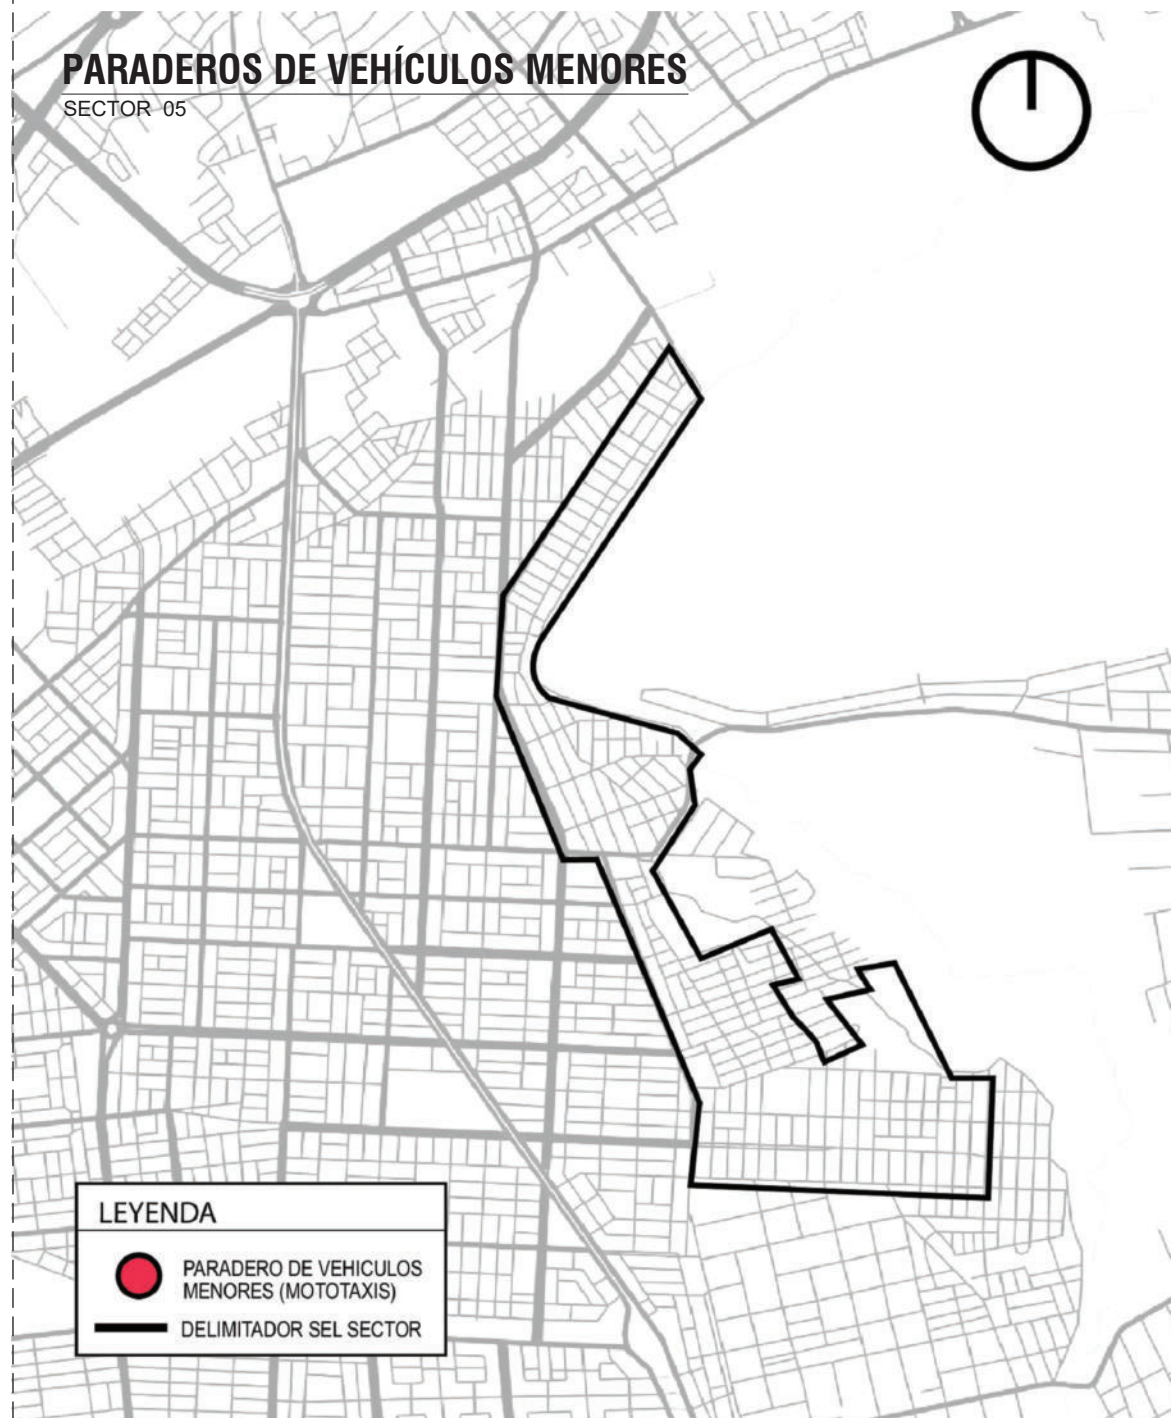 PARADEROS DE VEHÍCULOS MENORES
SECTOR 05
LEYENDA
PARADERO DE VEHICULOS
MENORES (MOTOTAXIS)
DELIMITADOR SEL SECTOR